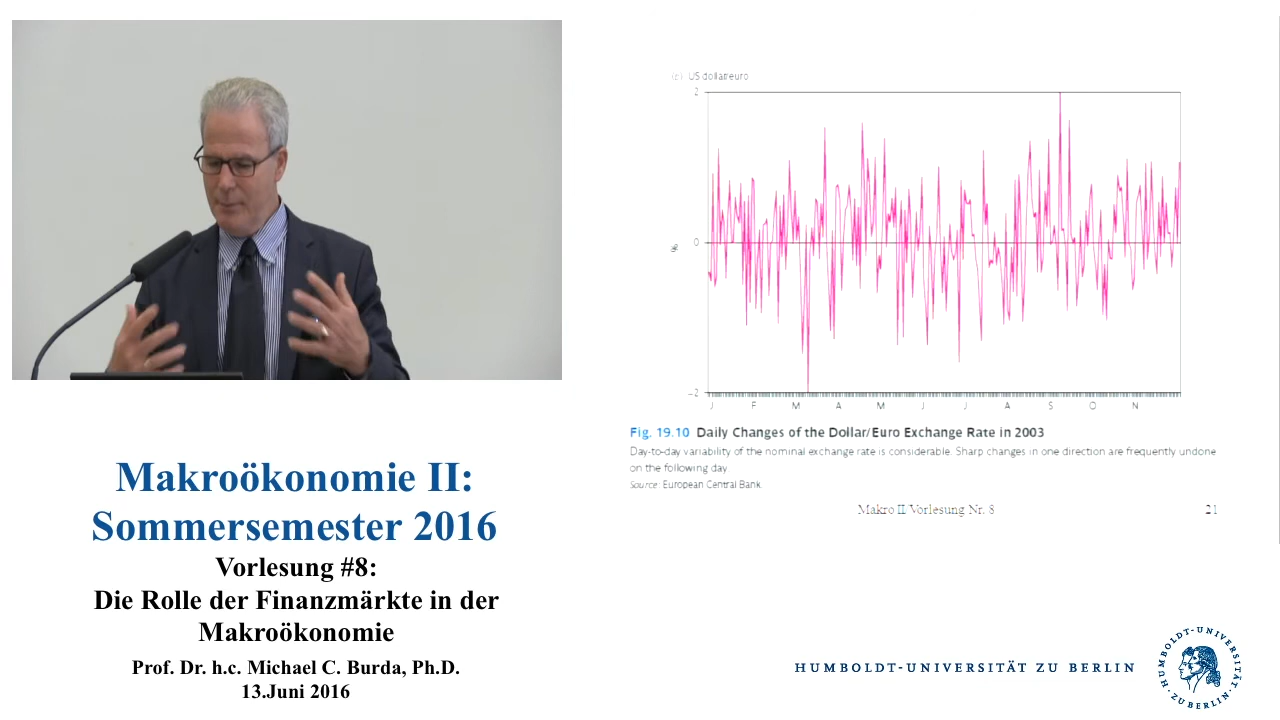 (b) US dollar/euro
2
0
%
–2
J F M A M J J A S O N
Fig. 19.10 Daily Changes of the Dollar/Euro Exchange Rate in 2003
Day-to-day variability of the nominal exchange rate is considerable. Sharp changes in one direction are frequently undone
on the following day.
Source: European Central Bank.
Makro II/Vorlesung Nr. 8
21
Makroökonomie II:
Sommersemester 2016
Vorlesung #8:
Die Rolle der Finanzmärkte in der
Makroökonomie
Prof. Dr. h.c. Michael C. Burda, Ph.D.
13.Juni 2016
HUMBOLDT-UNIVERSITÄT ZU BERLIN
HUMBOLDT-UNIVERSITÄT · ZU BERLIN ·